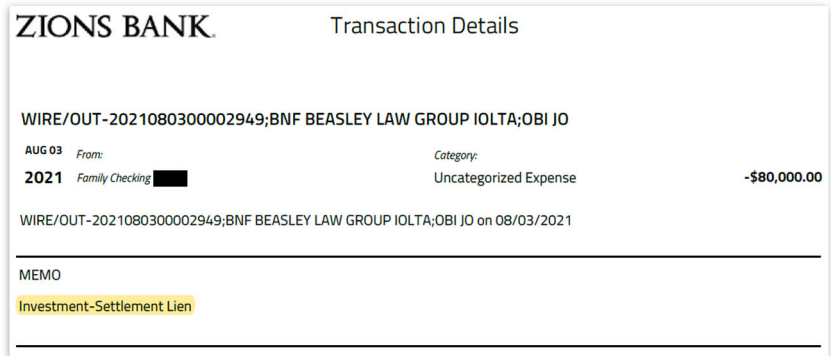 ZIONS BANK.
Transaction Details
WIRE/OUT-2021080300002949;BNF BEASLEY LAW GROUP IOLTA;OBI JO
AUG 03 From: Category:
2021 Family Checking Uncategorized Expense -$80,000.00
WIRE/OUT-2021080300002949;BNF BEASLEY LAW GROUP IOLTA;OBI JO on 08/03/2021
MEMO
Investment-Settlement Lien